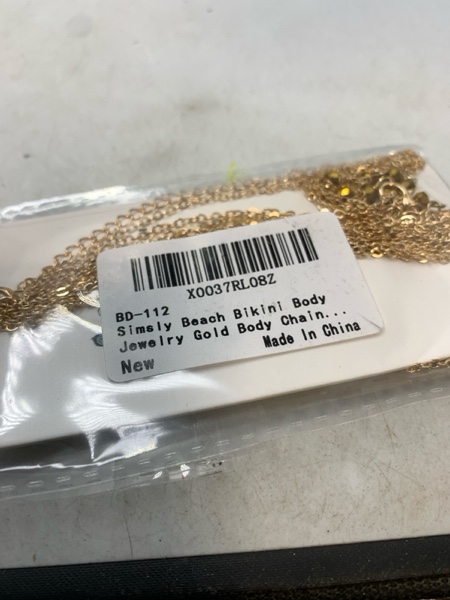 X0037RL08Z
BD-112
Simsly Beach Bikini Body
Jewelry Gold Body Chain...
Made In China
New